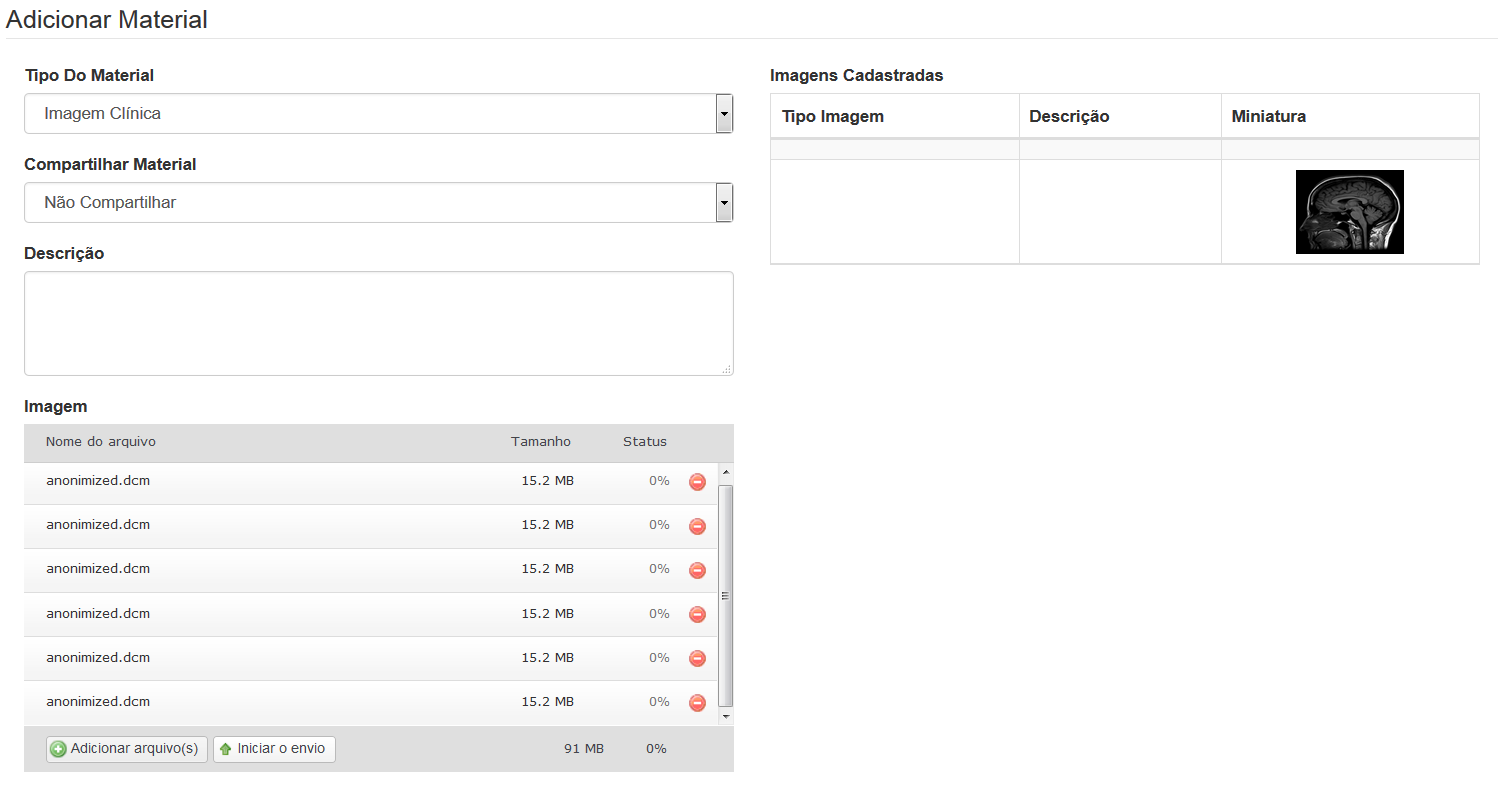 Adicionar Material
Tipo Do Material
Imagem Clínica
Compartilhar Material
Não Compartilhar
Descrição
Imagem
Nome do arquivo Tamanho Status
anonimized.dcm 15.2 MB 0%
anonimized.dcm 15.2 MB 0%
anonimized.dcm 15.2 MB 0%
anonimized.dcm 15.2 MB 0%
anonimized.dcm 15.2 MB 0%
anonimized.dcm 15.2 MB 0%
Adicionar arquivo(s) Iniciar o envio 91 MB 0%
Imagens Cadastradas
Tipo Imagem Descrição Miniatura